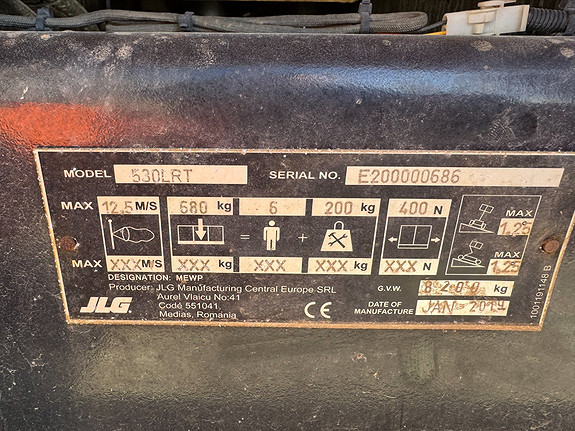 MODEL 530LRT SERIAL NO. E200000686
MAX 12.5 M/S 680 kg 6 200 kg 400 N MAX 1,25°
= +
MAX XXX M/S XXX kg XXX XXX kg XXX N MAX 1,25°
DESIGNATION: MEWP
Producer: JLG Manufacturing Central Europe SRL
Aurel Vlaicu No:41
Code 551041,
Medias, Romania
JLG.
CE
G.V.W. 8200 kg
DATE OF MANUFACTURE JAN - 2019
1001191148 B